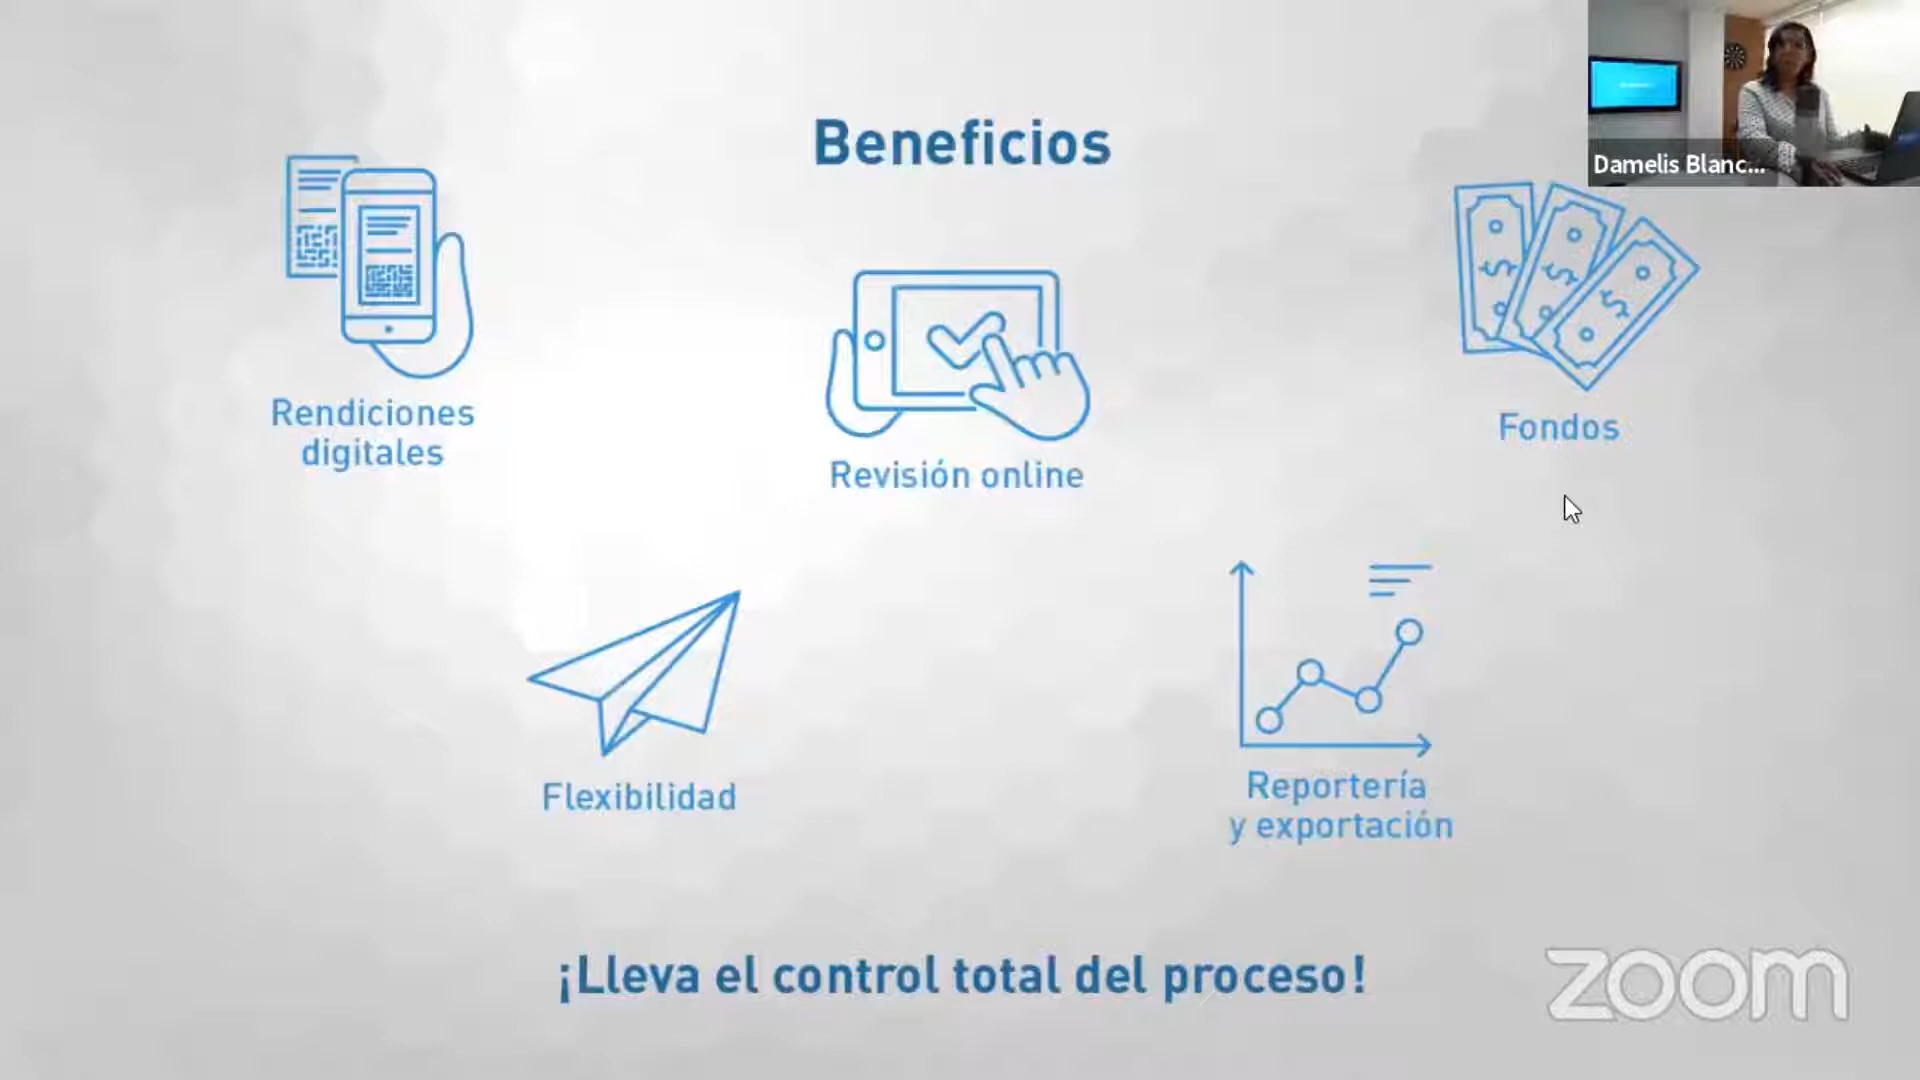 Beneficios
Damelis Blanc...
Rendiciones
digitales
Revisión online
Fondos
Flexibilidad
Reportería
y exportación
¡Lleva el control total del proceso!
zoom